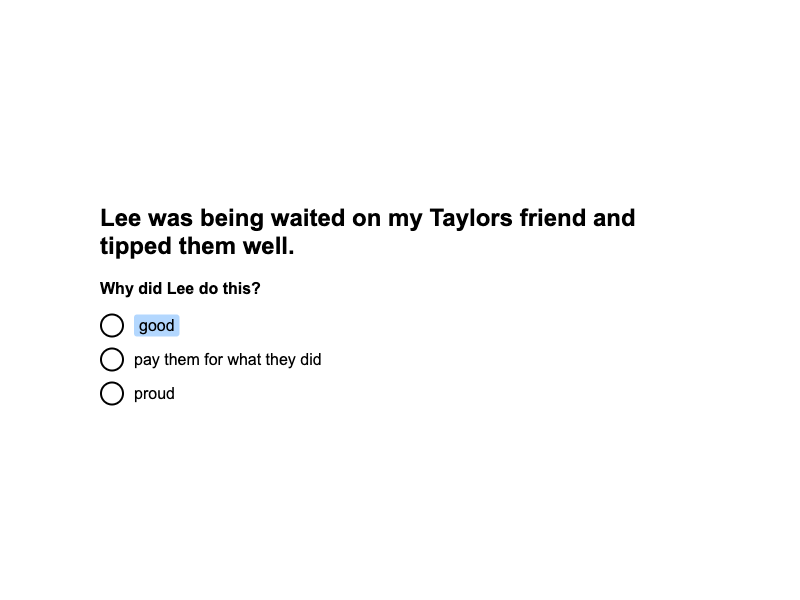 Lee was being waited on my Taylors friend and
tipped them well.
Why did Lee do this?
good
pay them for what they did
proud